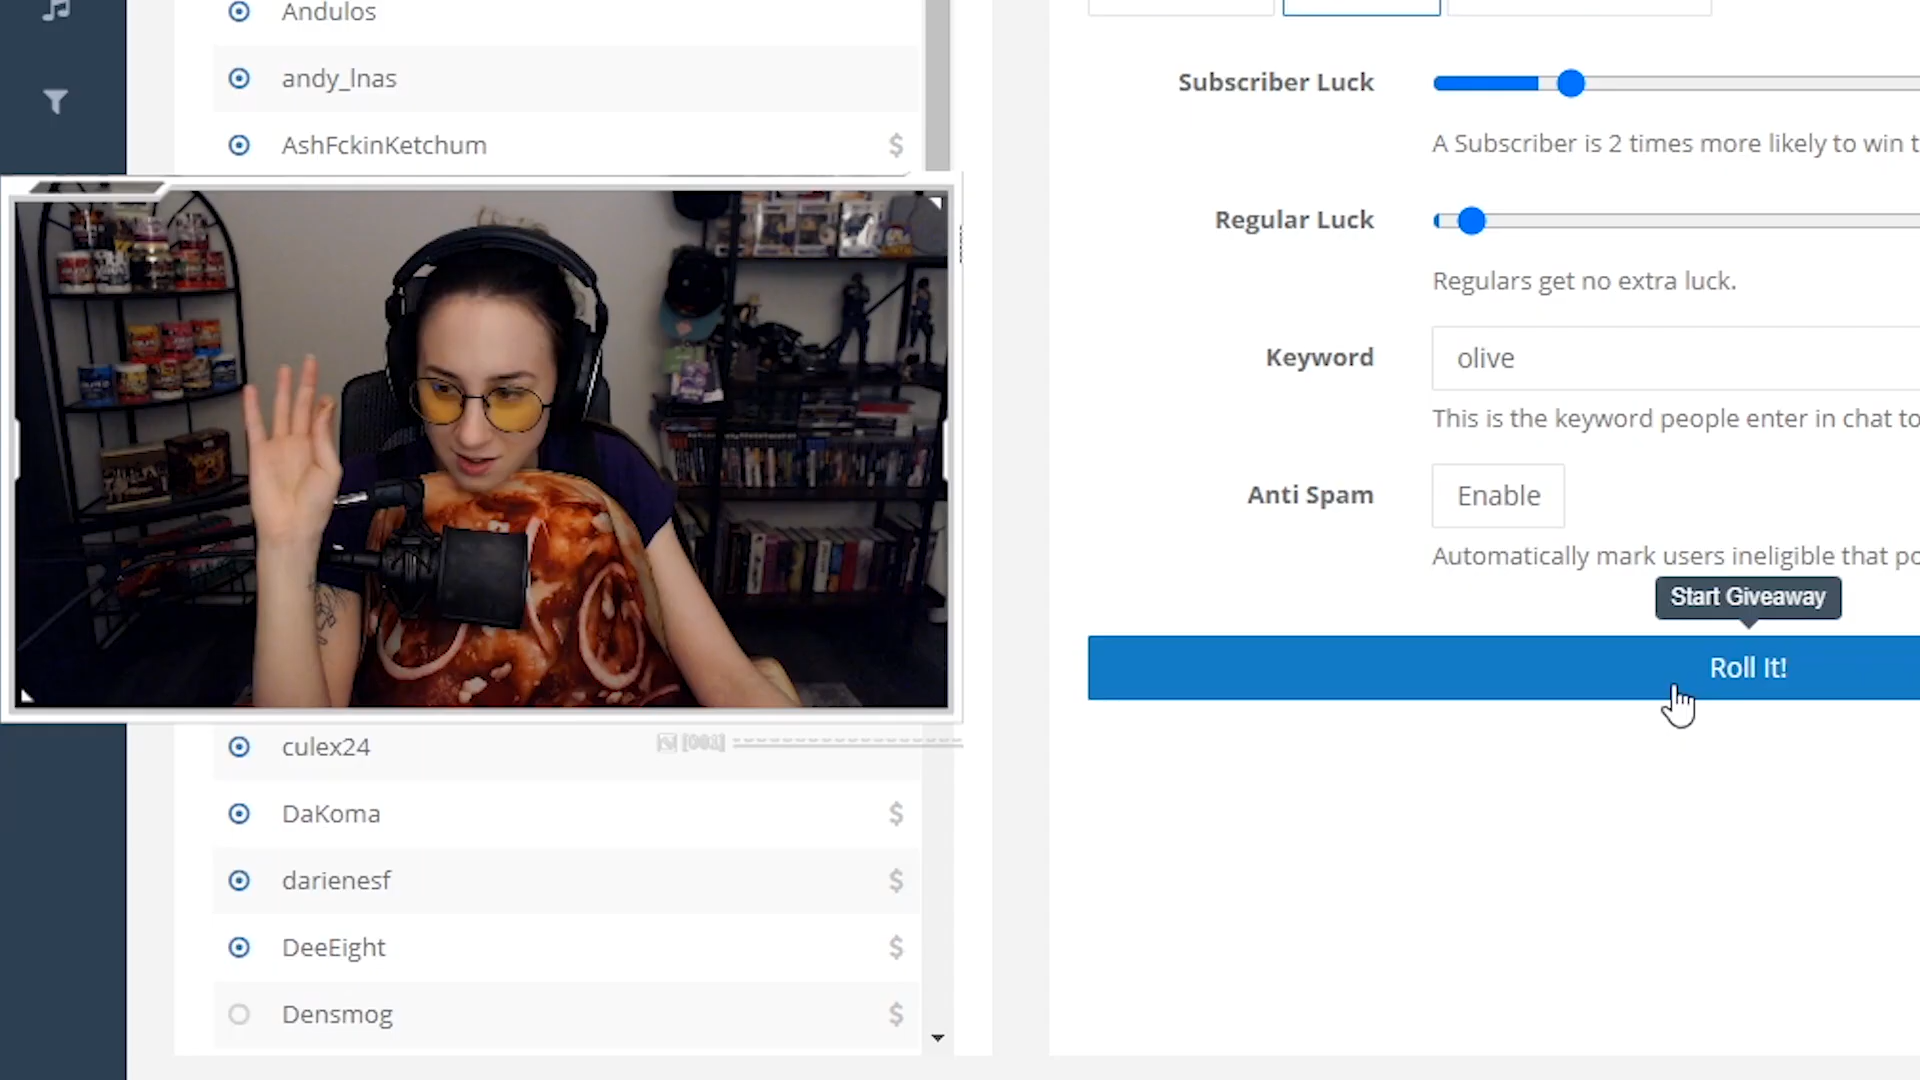 Andulos
andy_lnas
AshFckinKetchum $
culex24
[001]
DaKoma $
darienesf $
DeeEight $
Densmog $
Subscriber Luck
A Subscriber is 2 times more likely to win t
Regular Luck
Regulars get no extra luck.
Keyword olive
This is the keyword people enter in chat to
Anti Spam Enable
Automatically mark users ineligible that po
Start Giveaway
Roll It!